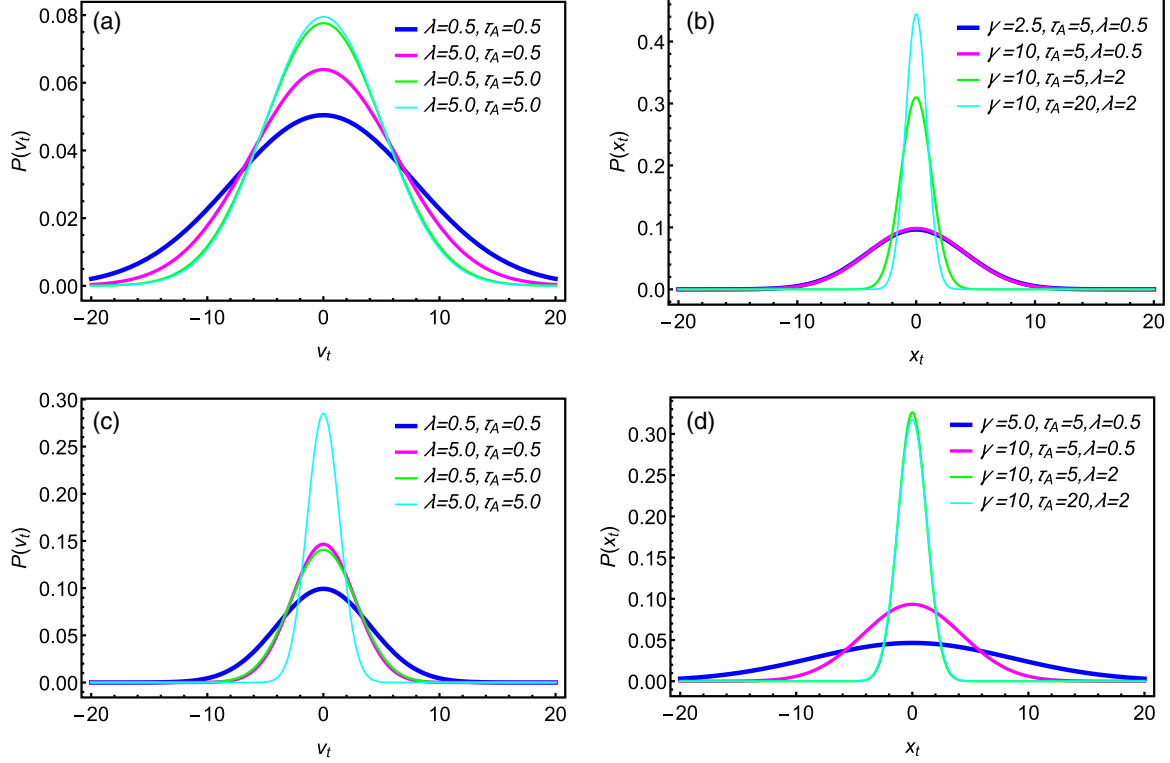 (a)
λ=0.5, τA=0.5
λ=5.0, τA=0.5
λ=0.5, τA=5.0
λ=5.0, τA=5.0
P(vt)
0.08
0.06
0.04
0.02
0.00
−20 −10 0 10 20
vt
(b)
γ=2.5, τA=5,λ=0.5
γ=10, τA=5,λ=0.5
γ=10, τA=5,λ=2
γ=10, τA=20,λ=2
P(xt)
0.4
0.3
0.2
0.1
0.0
−20 −10 0 10 20
xt
(c)
λ=0.5, τA=0.5
λ=5.0, τA=0.5
λ=0.5, τA=5.0
λ=5.0, τA=5.0
P(vt)
0.30
0.25
0.20
0.15
0.10
0.05
0.00
−20 −10 0 10 20
vt
(d)
γ=5.0, τA=5,λ=0.5
γ=10, τA=5,λ=0.5
γ=10, τA=5,λ=2
γ=10, τA=20,λ=2
P(xt)
0.30
0.25
0.20
0.15
0.10
0.05
0.00
−20 −10 0 10 20
xt